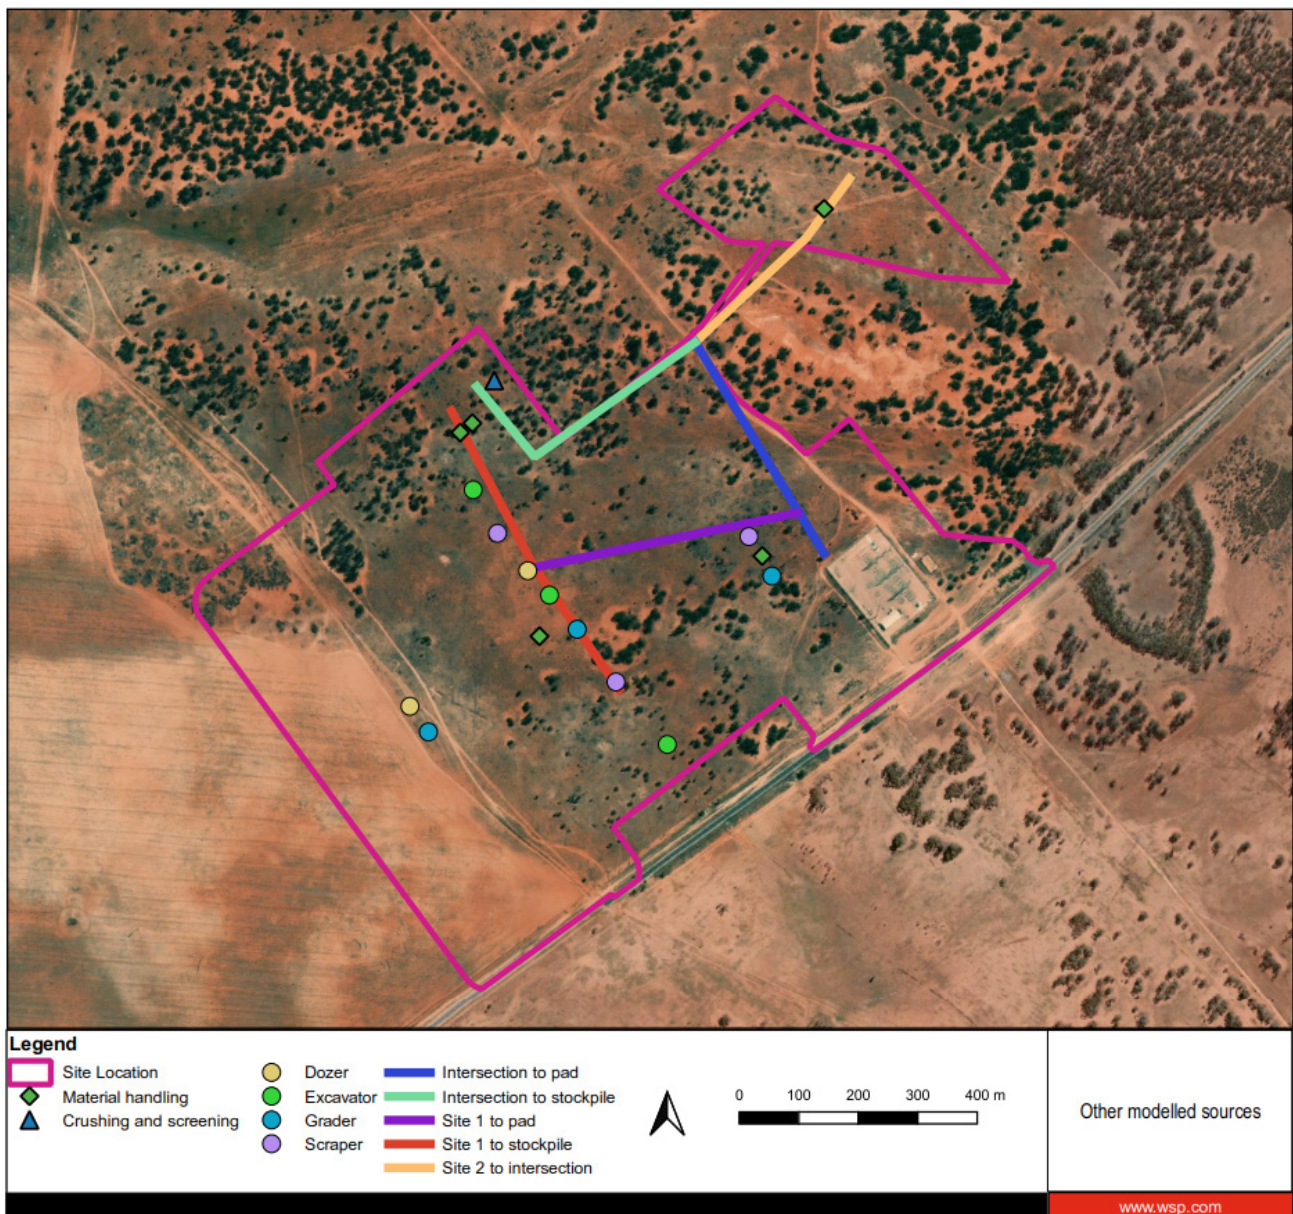 Legend
Site Location
Material handling
Crushing and screening
Dozer
Excavator
Grader
Scraper
Intersection to pad
Intersection to stockpile
Site 1 to pad
Site 1 to stockpile
Site 2 to intersection
0 100 200 300 400 m
Other modelled sources
www.wsp.com